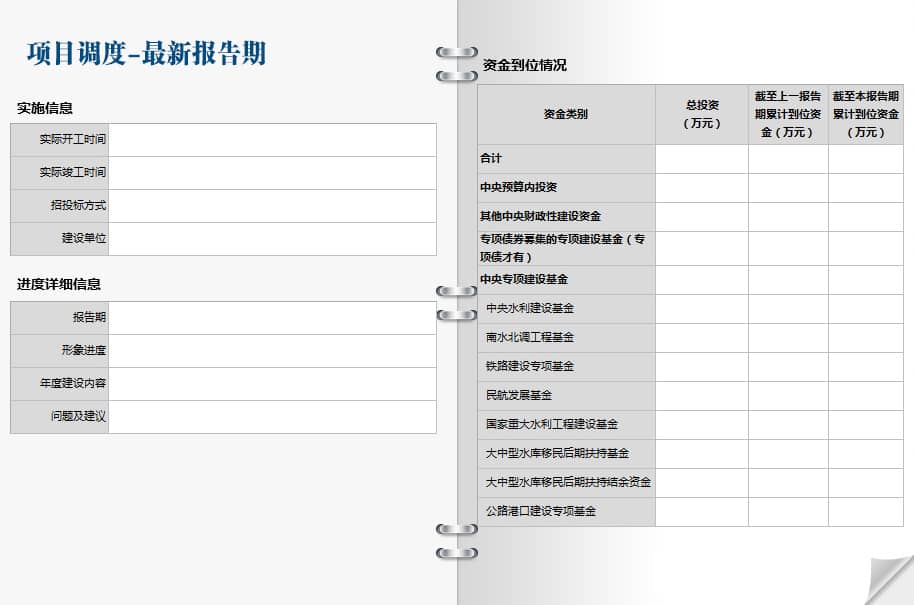 项目调度-最新报告期
实施信息
实际开工时间
实际竣工时间
招投标方式
建设单位
进度详细信息
报告期
形象进度
年度建设内容
问题及建议
资金到位情况
资金类别
总投资
（万元）
截至上一报告
期累计到位资
金（万元）
截至本报告期
累计到位资金
（万元）
合计
中央预算内投资
其他中央财政性建设资金
专项债券募集的专项建设基金（专
项债才有）
中央专项建设基金
中央水利建设基金
南水北调工程基金
铁路建设专项基金
民航发展基金
国家重大水利工程建设基金
大中型水库移民后期扶持基金
大中型水库移民后期扶持结余资金
公路港口建设专项基金